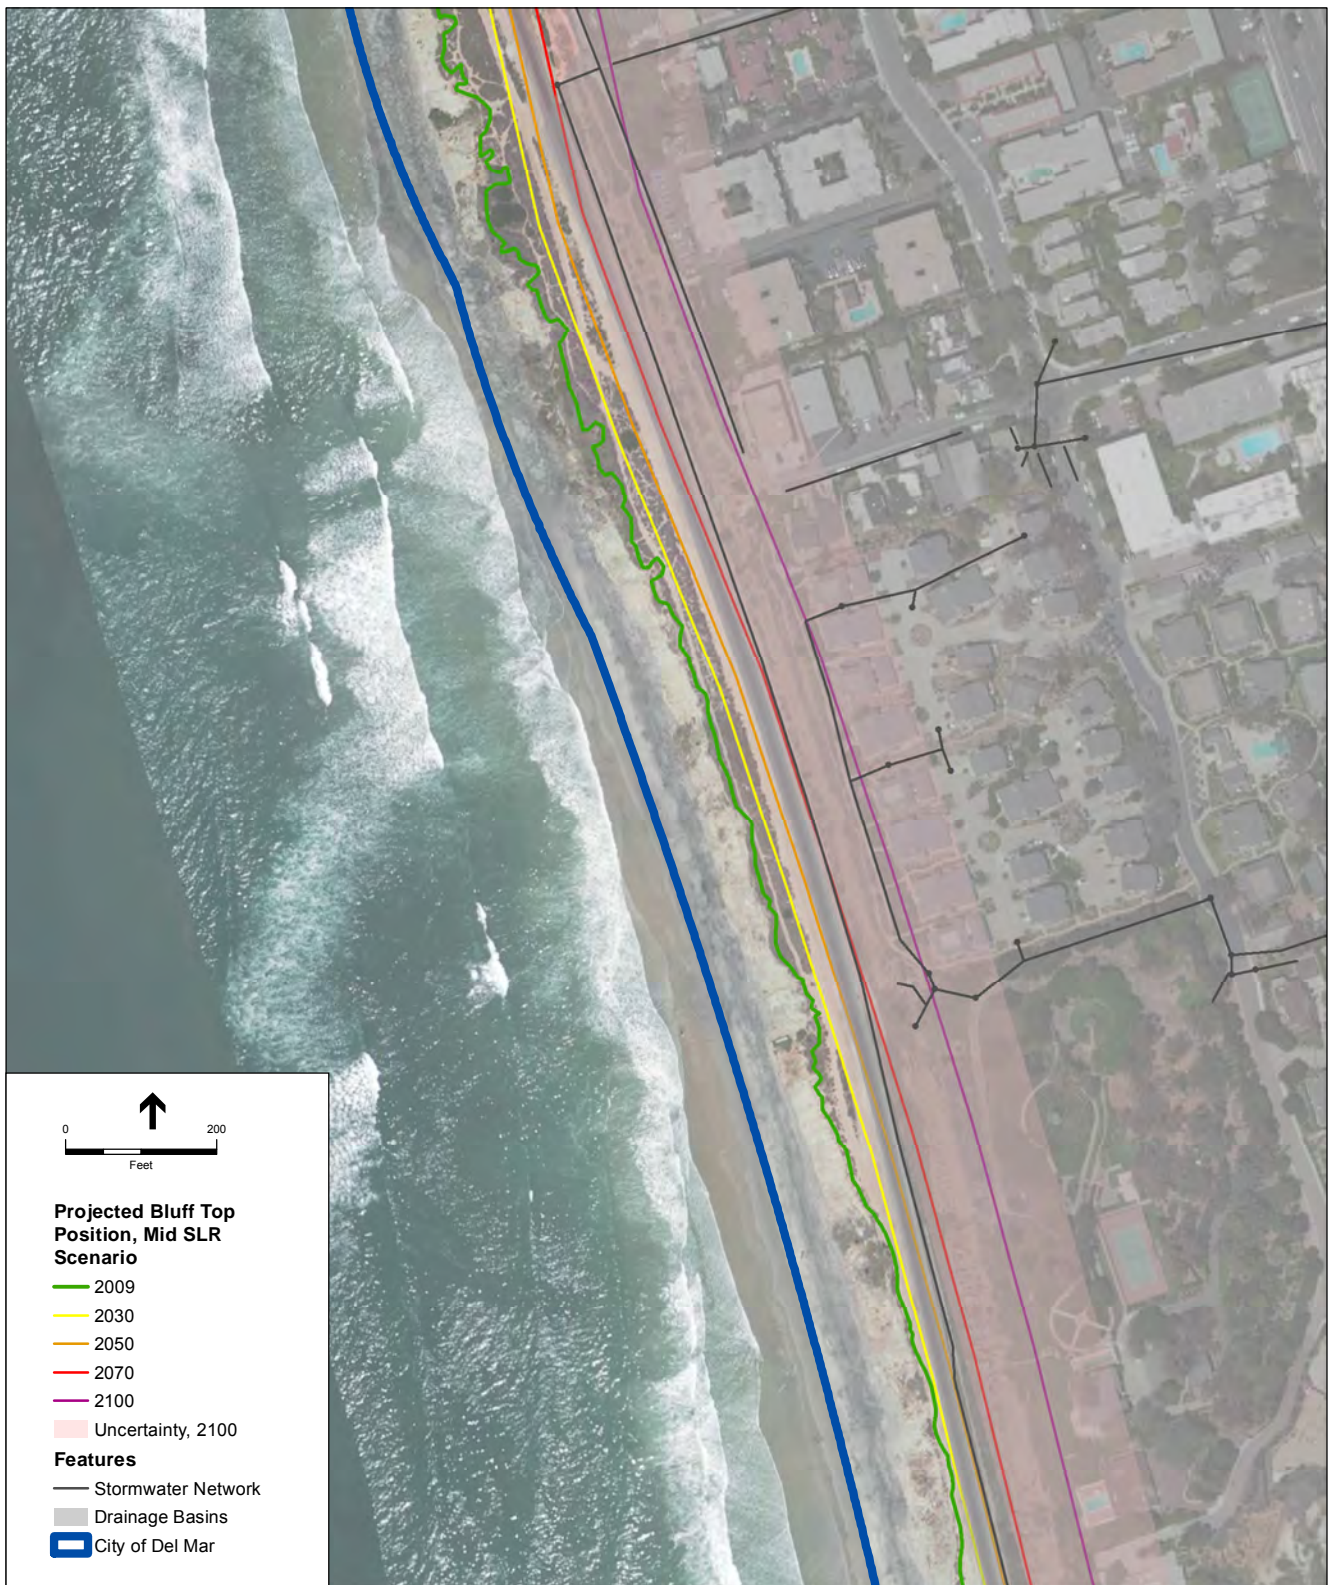 0 200
Feet
Projected Bluff Top
Position, Mid SLR
Scenario
2009
2030
2050
2070
2100
Uncertainty, 2100
Features
Stormwater Network
Drainage Basins
City of Del Mar